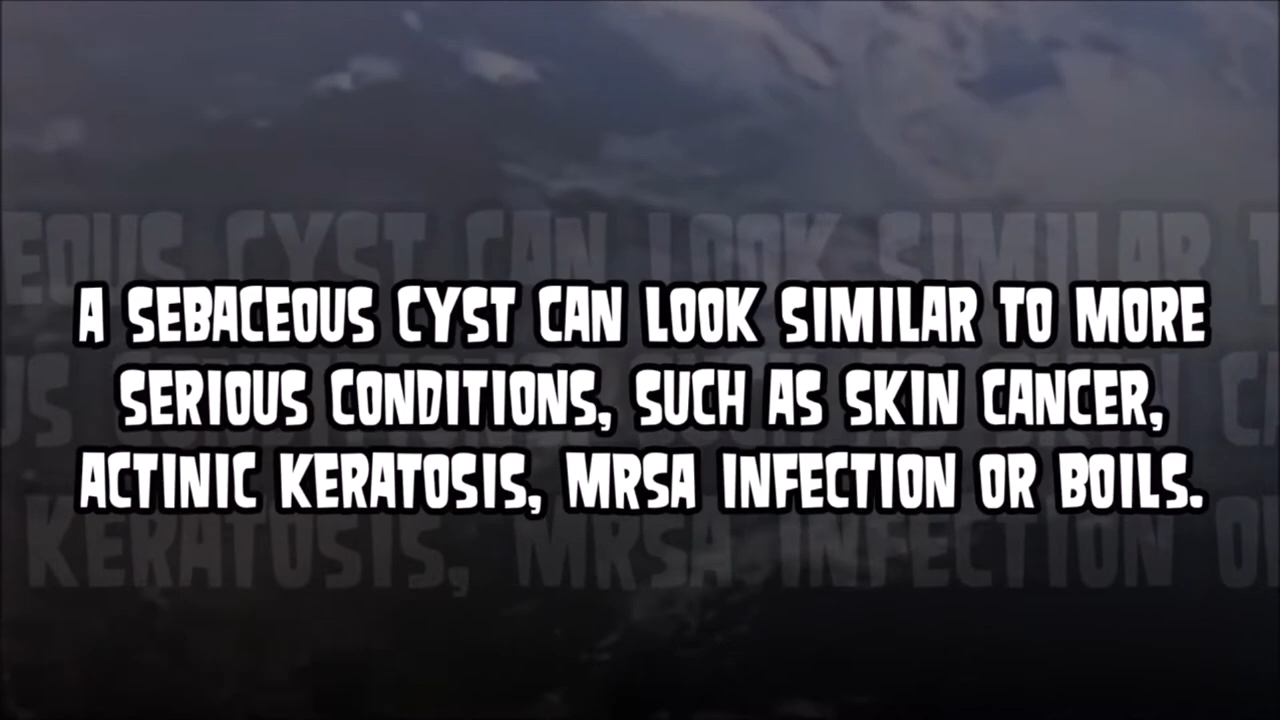 A SEBACEOUS CYST CAN LOOK SIMILAR TO MORE
SERIOUS CONDITIONS, SUCH AS SKIN CANCER,
ACTINIC KERATOSIS, MRSA INFECTION OR BOILS.